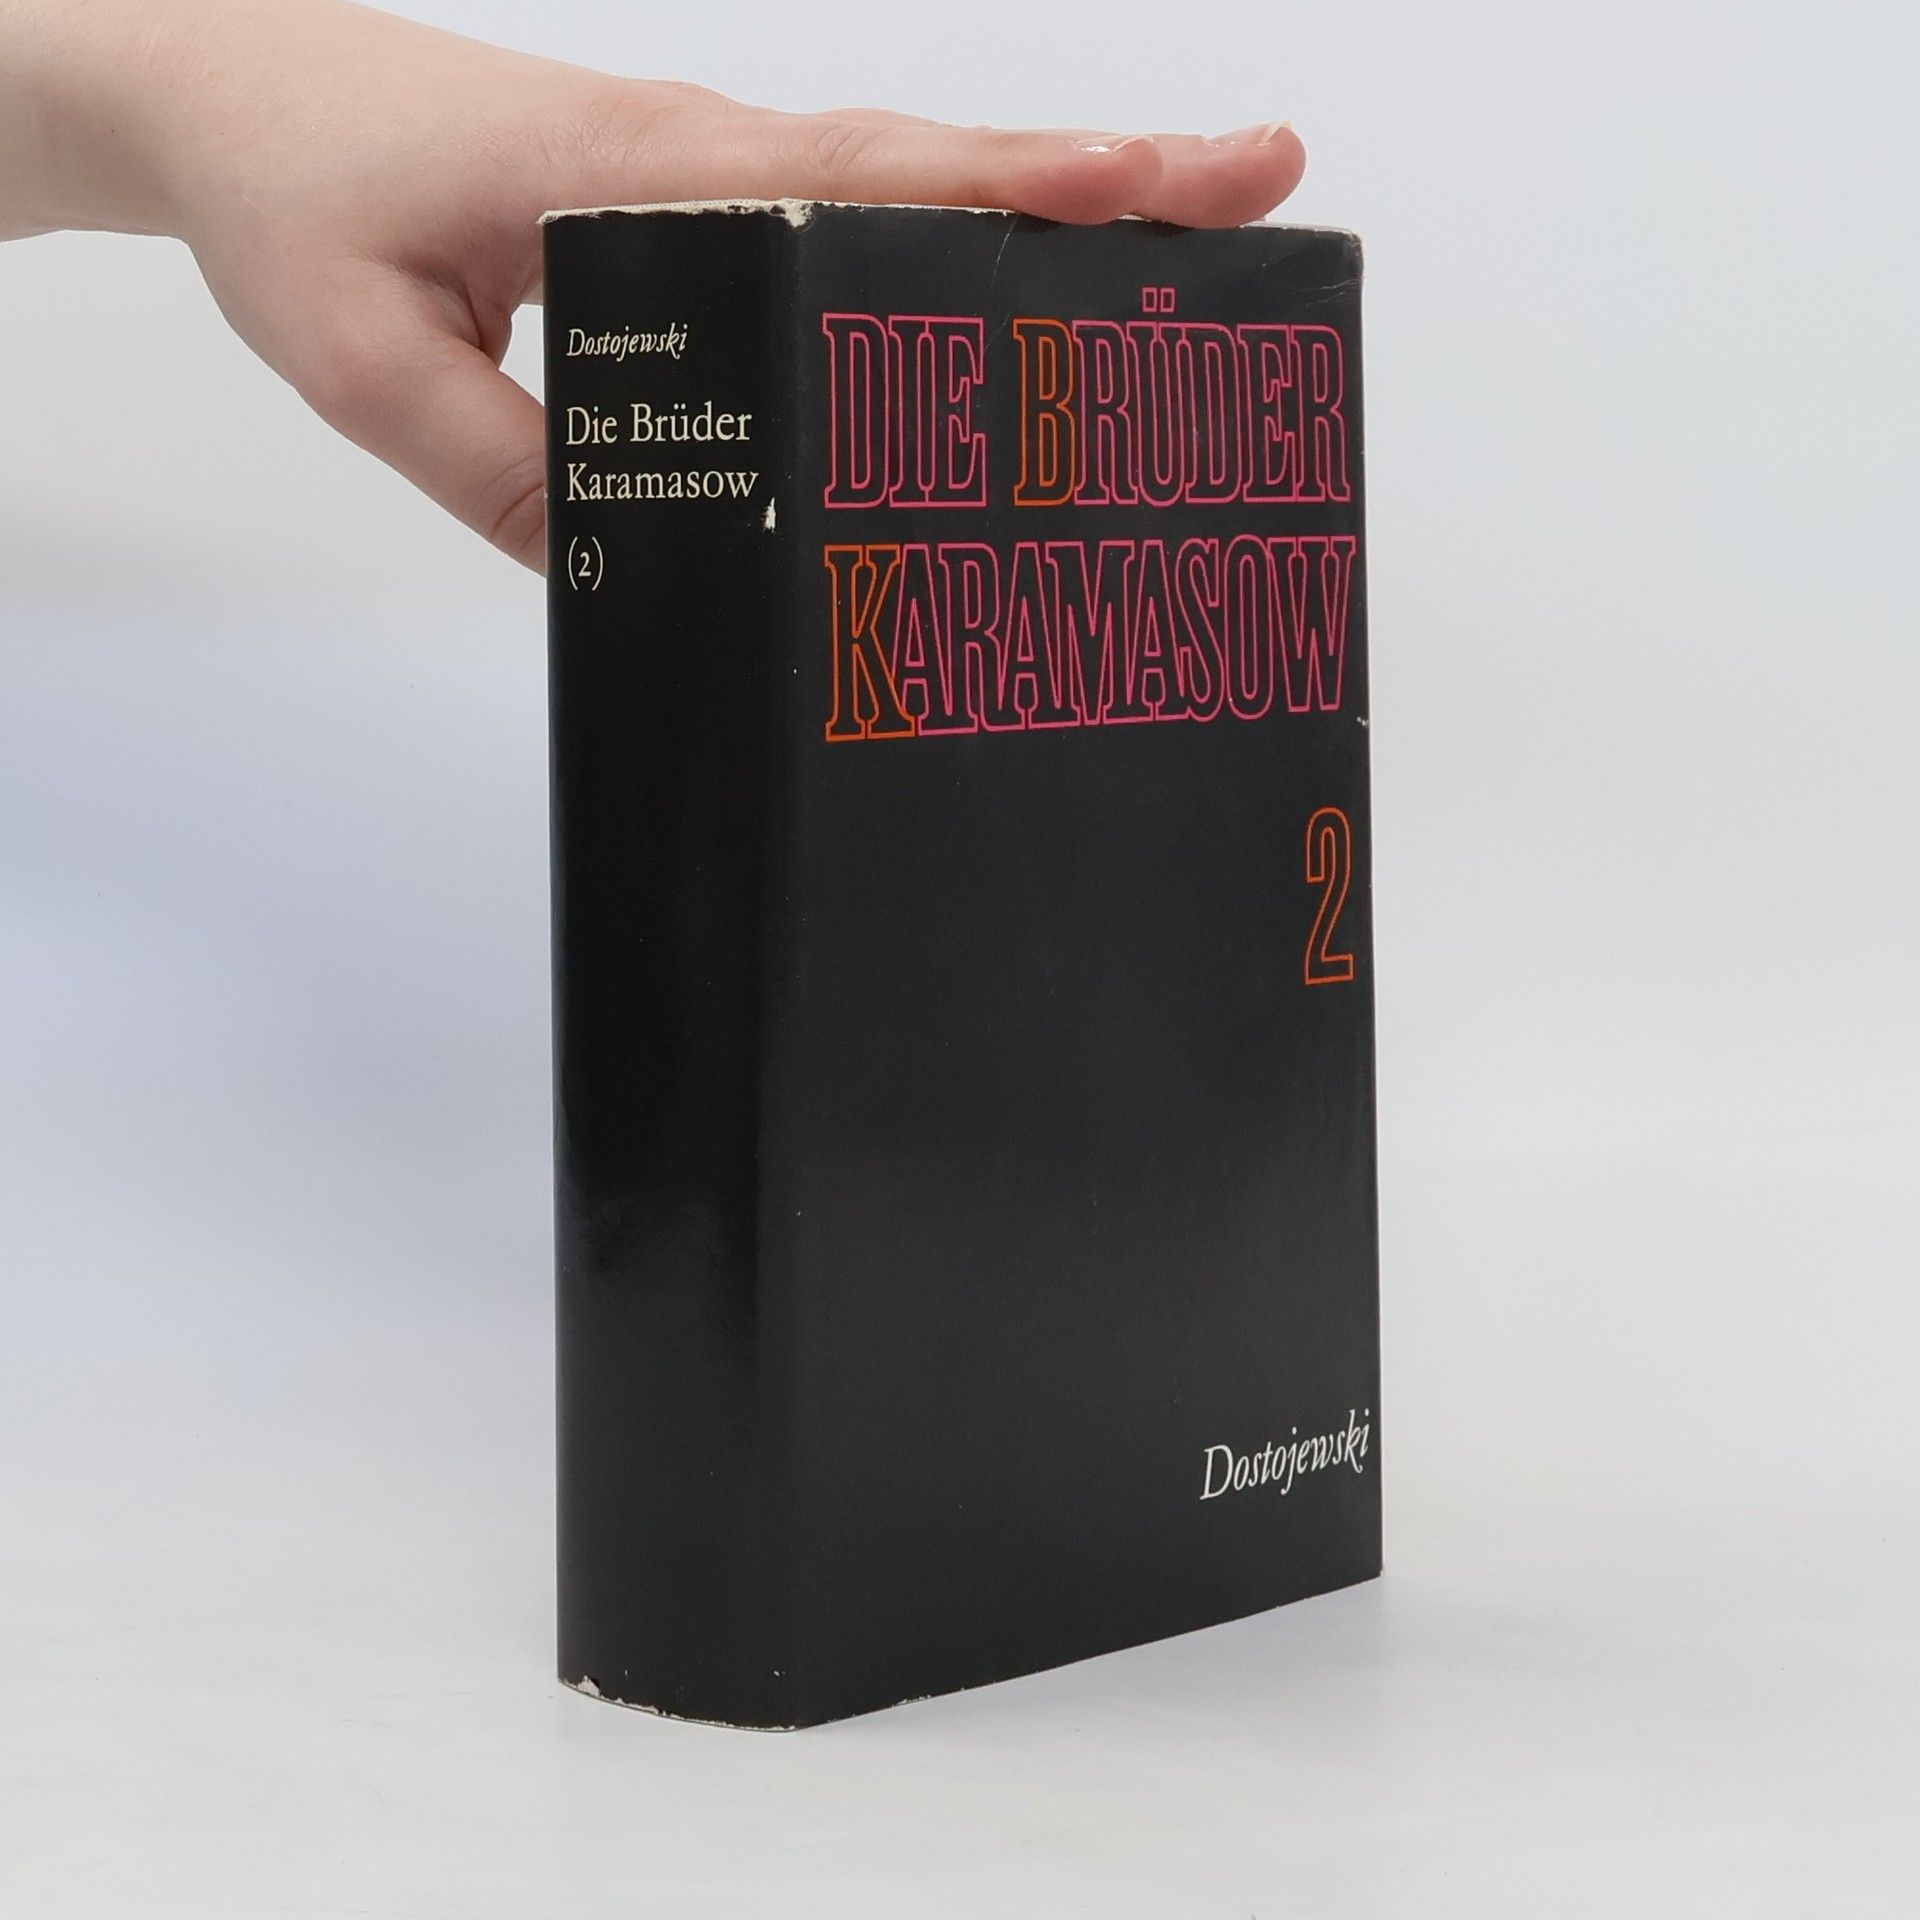 Dostojewski
Die Brüder
Karamasow
(2)
DIE BRÜDER
KARAMASOW
2
Dostojewski